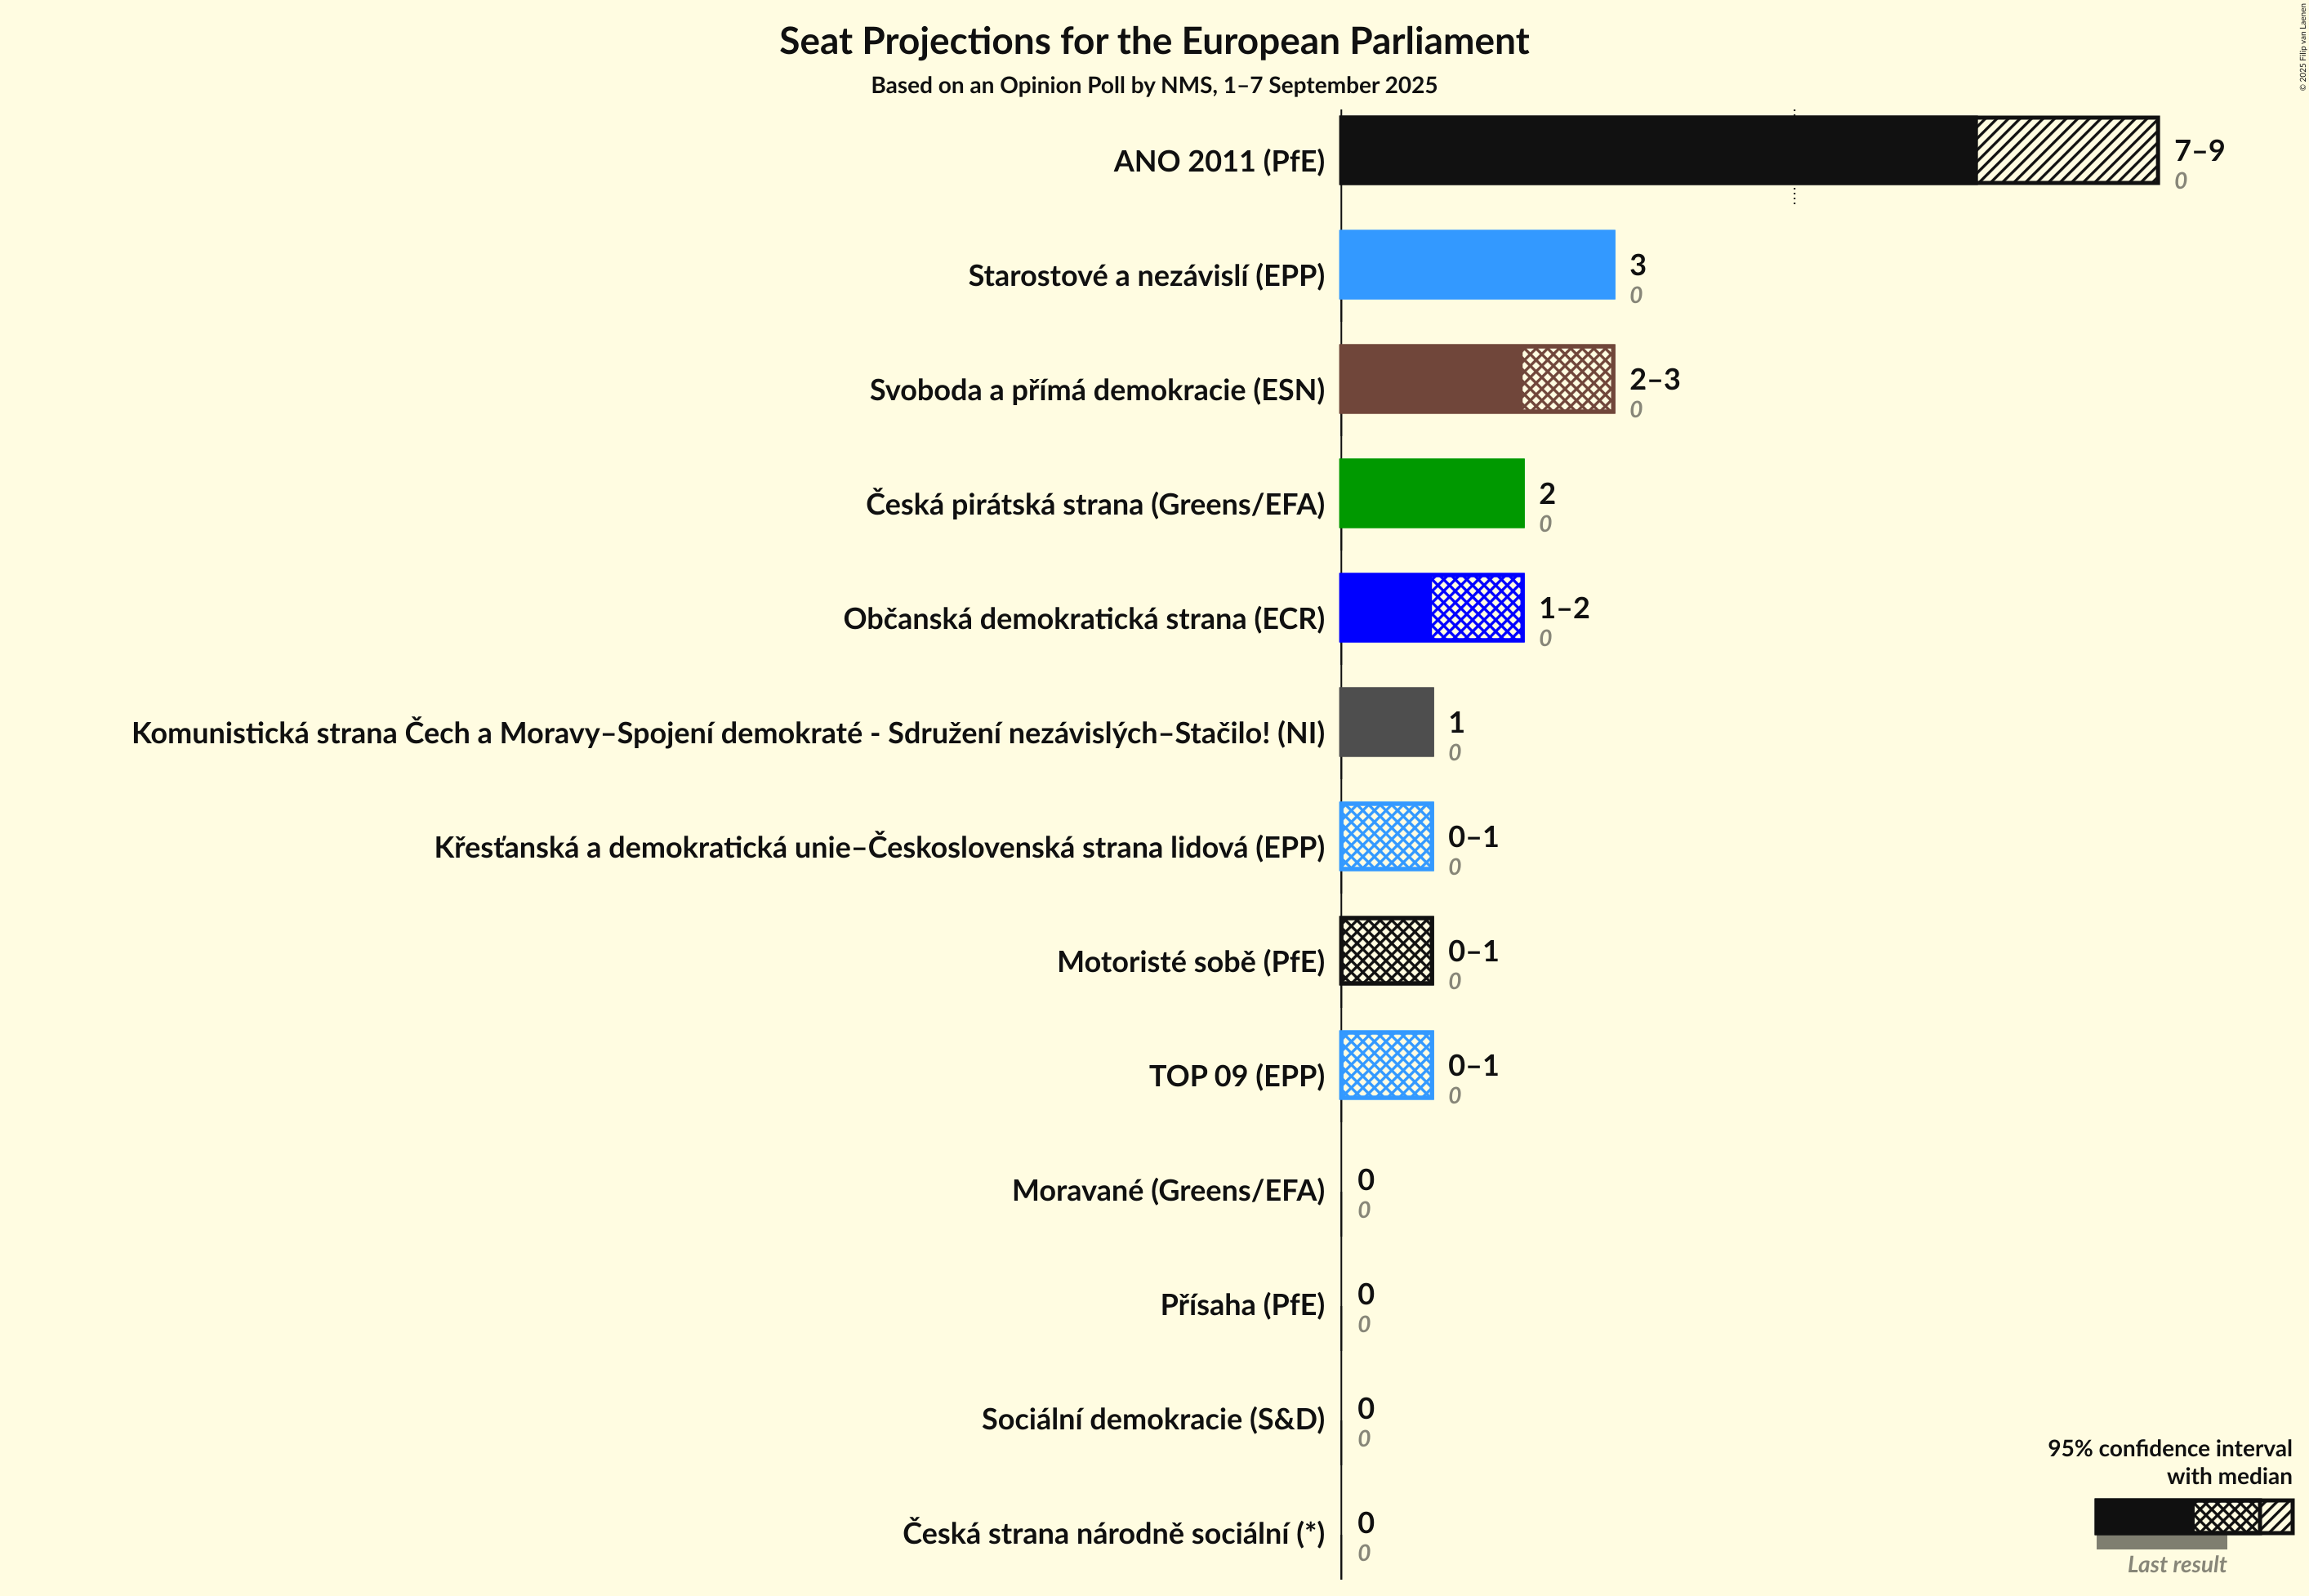 Seat Projections for the European Parliament
Based on an Opinion Poll by NMS, 1–7 September 2025
© 2025 Filip van Laenen
ANO 2011 (PfE)
7–9
0
Starostové a nezávislí (EPP)
3
0
Svoboda a přímá demokracie (ESN)
2–3
0
Česká pirátská strana (Greens/EFA)
2
0
Občanská demokratická strana (ECR)
1–2
0
Komunistická strana Čech a Moravy–Spojení demokraté - Sdružení nezávislých–Stačilo! (NI)
1
0
Křesťanská a demokratická unie–Československá strana lidová (EPP)
0–1
0
Motoristé sobě (PfE)
0–1
0
TOP 09 (EPP)
0–1
0
Moravané (Greens/EFA)
0
0
Přísaha (PfE)
0
0
Sociální demokracie (S&D)
0
0
Česká strana národně sociální (*)
0
0
95% confidence interval
with median
Last result